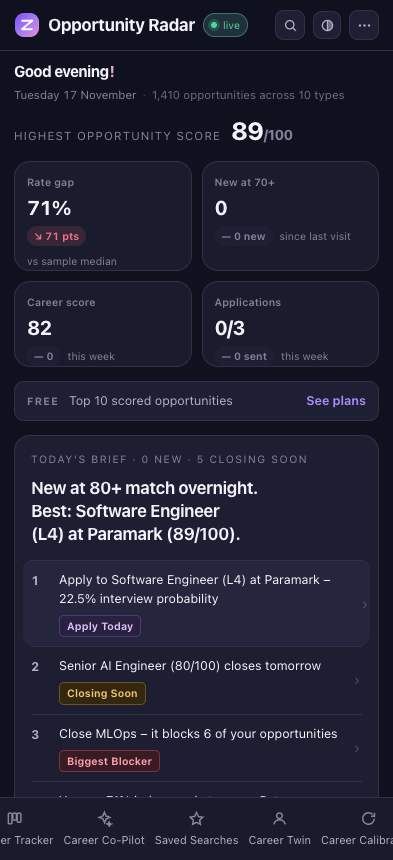 Opportunity Radar
live
Good evening!
Tuesday 17 November · 1,410 opportunities across 10 types
HIGHEST OPPORTUNITY SCORE 89/100
Rate gap
71%
↘ 71 pts
vs sample median
New at 70+
0
— 0 new since last visit
Career score
82
— 0 this week
Applications
0/3
— 0 sent this week
FREE Top 10 scored opportunities See plans
TODAY'S BRIEF · 0 NEW · 5 CLOSING SOON
New at 80+ match overnight.
Best: Software Engineer
(L4) at Paramark (89/100).
1 Apply to Software Engineer (L4) at Paramark –
22.5% interview probability
Apply Today
2 Senior AI Engineer (80/100) closes tomorrow
Closing Soon
3 Close MLOps – it blocks 6 of your opportunities
Biggest Blocker
er Tracker
Career Co-Pilot
Saved Searches
Career Twin
Career Calibra